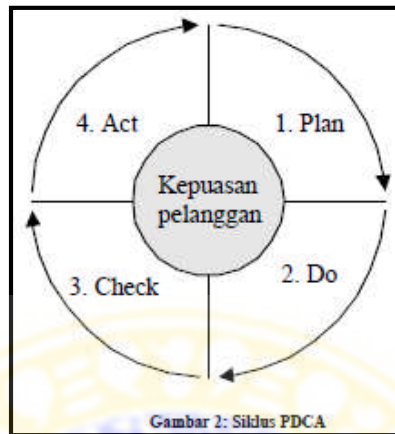 4. Act
1. Plan
Kepuasan
pelanggan
3. Check
2. Do
Gambar 2: Siklus PDCA